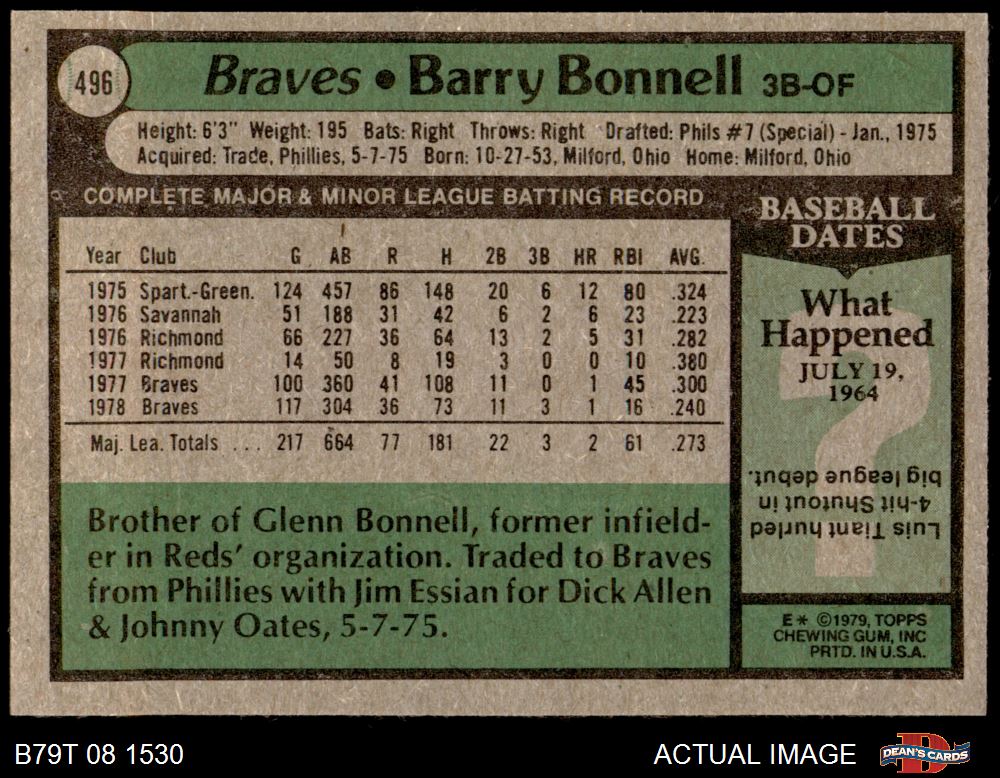 496
Braves • Barry Bonnell 3B-OF
Height: 6'3" Weight: 195 Bats: Right Throws: Right Drafted: Phils #7 (Special) - Jan., 1975
Acquired: Trade, Phillies, 5-7-75 Born: 10-27-53, Milford, Ohio Home: Milford, Ohio
COMPLETE MAJOR & MINOR LEAGUE BATTING RECORD
Year Club G AB R H 2B 3B HR RBI AVG.
1975 Spart.-Green. 124 457 86 148 20 6 12 80 .324
1976 Savannah 51 188 31 42 6 2 6 23 .223
1976 Richmond 66 227 36 64 13 2 5 31 .282
1977 Richmond 14 50 8 19 3 0 0 10 .380
1977 Braves 100 360 41 108 11 0 1 45 .300
1978 Braves 117 304 36 73 11 3 1 16 .240
Maj. Lea. Totals ... 217 664 77 181 22 3 2 61 .273
Brother of Glenn Bonnell, former infield-
er in Reds' organization. Traded to Braves
from Phillies with Jim Essian for Dick Allen
& Johnny Oates, 5-7-75.
BASEBALL
DATES
What
Happened
JULY 19,
1964
?
Luis Tiant hurled
4-hit Shutout in
big league debut.
E* ©1979, TOPPS
CHEWING GUM, INC
PRTD. IN U.S.A.
B79T 08 1530
ACTUAL IMAGE
D
DEAN'S CARDS